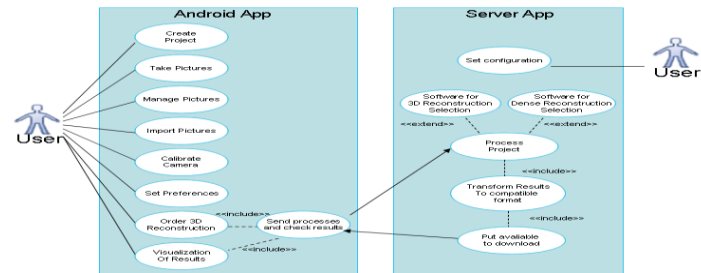 Android App
Server App
Create
Project
Take Pictures
Manage Pictures
Import Pictures
Calibrate
Camera
Set Preferences
Order 3D
Reconstruction
Visualization
Of Results
<<include>>
Send processes
and check results
<<include>>
User
Set configuration
User
Software for
3D Reconstruction
Selection
Software for
Dense Reconstruction
Selection
<<extend>>
<<extend>>
Process
Project
<<include>>
Transform Results
To compatible
format
<<include>>
Put available
to download